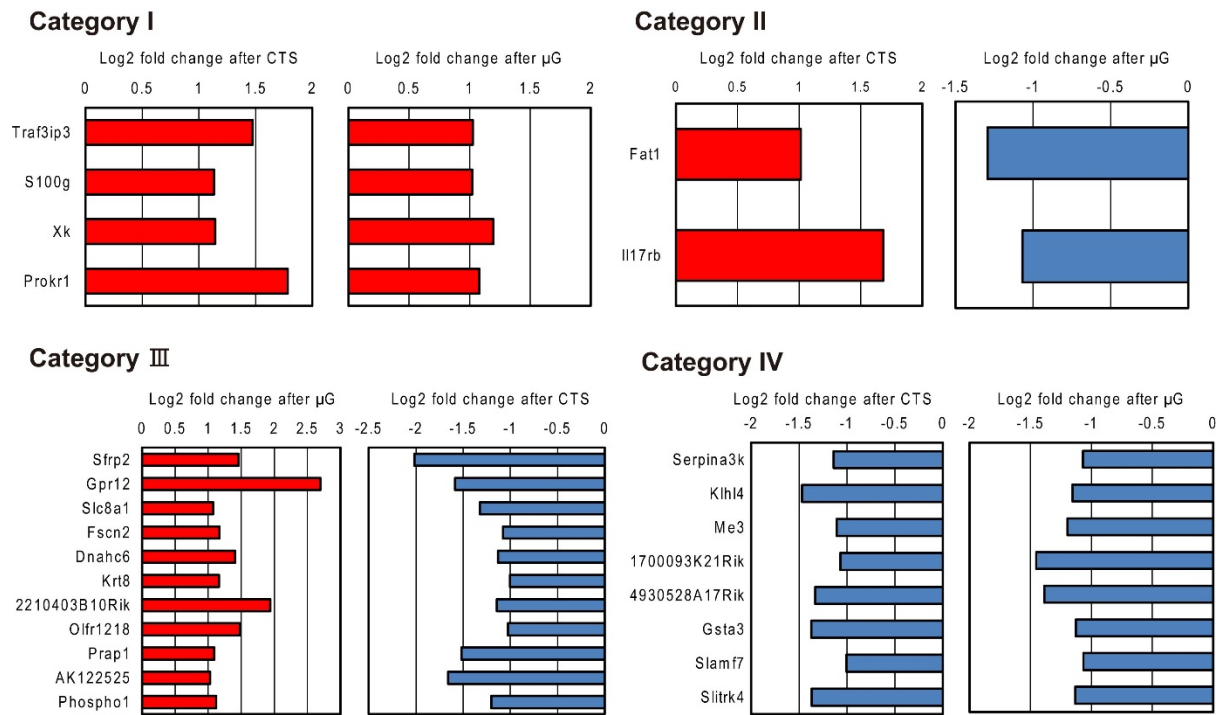 Category I
Log2 fold change after CTS
Log2 fold change after µG
0 0.5 1 1.5 2
0 0.5 1 1.5 2
Traf3ip3
S100g
Xk
Prokr1
Category II
Log2 fold change after CTS
Log2 fold change after µG
0 0.5 1 1.5 2
-1.5 -1 -0.5 0
Fat1
Il17rb
Category Ⅲ
Log2 fold change after µG
Log2 fold change after CTS
0 0.5 1 1.5 2 2.5 3
-2.5 -2 -1.5 -1 -0.5 0
Sfrp2
Gpr12
Slc8a1
Fscn2
Dnahc6
Krt8
2210403B10Rik
Olfr1218
Prap1
AK122525
Phospho1
Category IV
Log2 fold change after CTS
Log2 fold change after µG
-2 -1.5 -1 -0.5 0
-2 -1 -1 -1 0
Serpina3k
Klhl4
Me3
1700093K21Rik
4930528A17Rik
Gsta3
Slamf7
Slitrk4